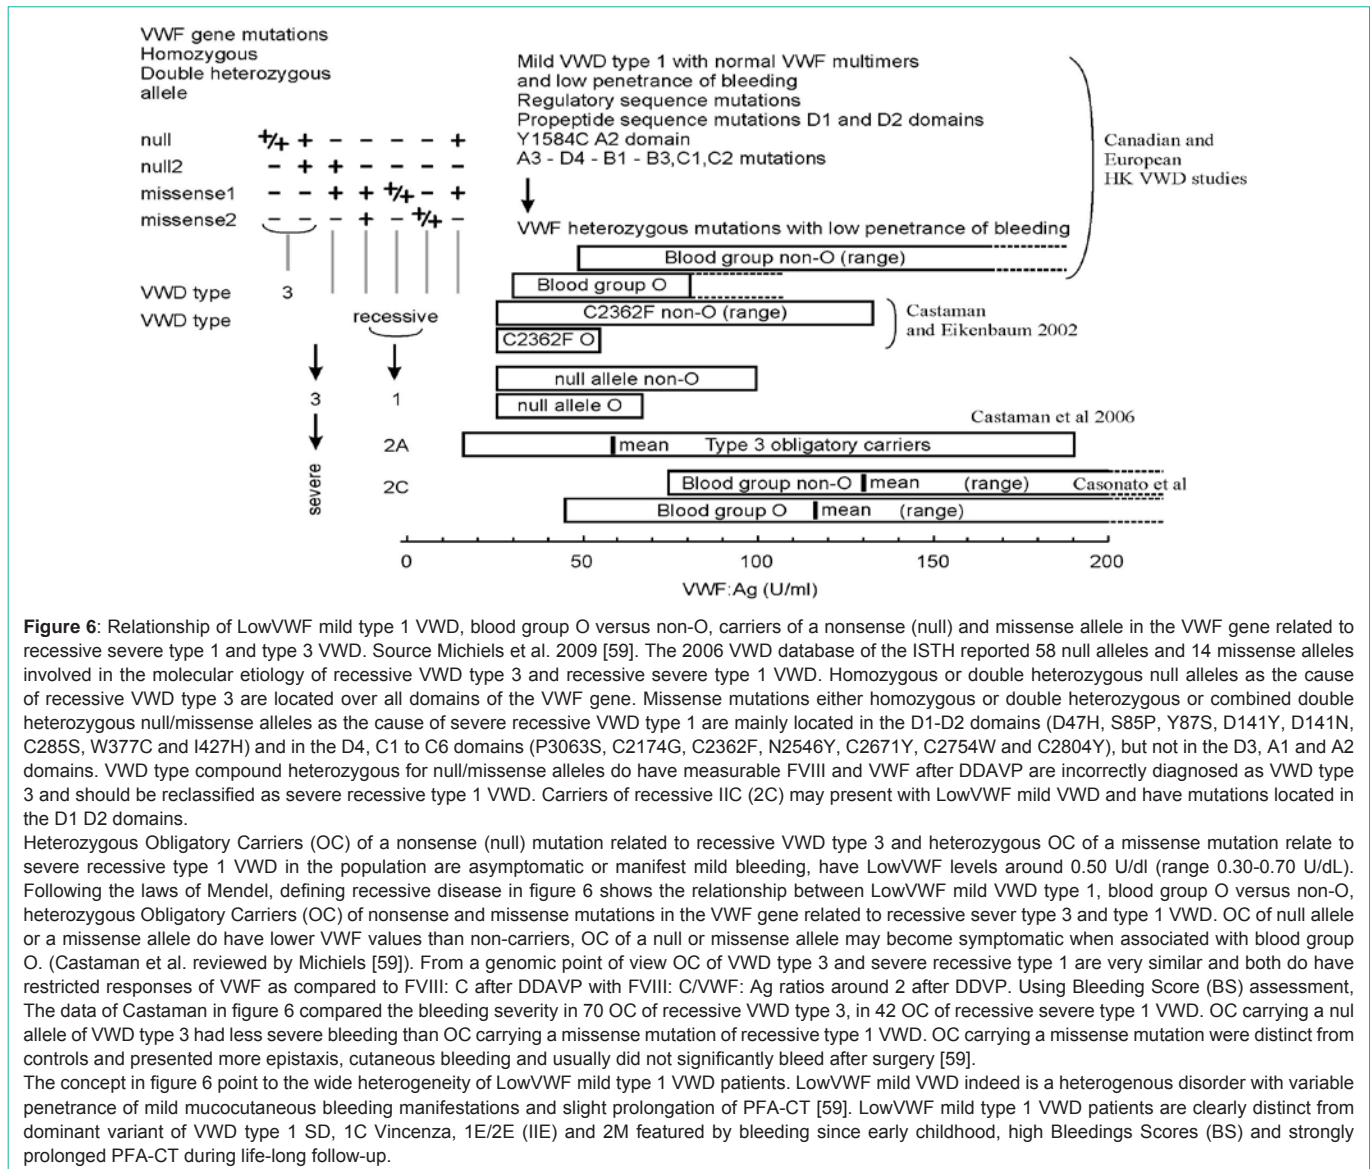 VWF gene mutations
Homozygous
Double heterozygous
allele
null +/+ + – – – – +
null2 – + + – – – –
missense1 – – + + +/+ – +
missense2 – – – + – +/+ –
VWD type 3
VWD type recessive
3 1
2A
2C
severe
Mild VWD type 1 with normal VWF multimers
and low penetrance of bleeding
Regulatory sequence mutations
Propeptide sequence mutations D1 and D2 domains
Y1584C A2 domain
A3 - D4 - B1 - B3,C1,C2 mutations
VWF heterozygous mutations with low penetrance of bleeding
Canadian and
European
HK VWD studies
Blood group non-O (range)
Blood group O
C2362F non-O (range)
C2362F O
Castaman
and Eikenbaum 2002
null allele non-O
null allele O
Castaman et al 2006
mean Type 3 obligatory carriers
Blood group non-O mean (range) Casonato et al
Blood group O mean (range)
0 50 100 150 200
VWF:Ag (U/ml)
Figure 6: Relationship of LowVWF mild type 1 VWD, blood group O versus non-O, carriers of a nonsense (null) and missense allele in the VWF gene related to
recessive severe type 1 and type 3 VWD. Source Michiels et al. 2009 [59]. The 2006 VWD database of the ISTH reported 58 null alleles and 14 missense alleles
involved in the molecular etiology of recessive VWD type 3 and recessive severe type 1 VWD. Homozygous or double heterozygous null alleles as the cause
of recessive VWD type 3 are located over all domains of the VWF gene. Missense mutations either homozygous or double heterozygous or combined double
heterozygous null/missense alleles as the cause of severe recessive VWD type 1 are mainly located in the D1-D2 domains (D47H, S85P, Y87S, D141Y, D141N,
C285S, W377C and I427H) and in the D4, C1 to C6 domains (P3063S, C2174G, C2362F, N2546Y, C2671Y, C2754W and C2804Y), but not in the D3, A1 and A2
domains. VWD type compound heterozygous for null/missense alleles do have measurable FVIII and VWF after DDAVP are incorrectly diagnosed as VWD type
3 and should be reclassified as severe recessive type 1 VWD. Carriers of recessive IIC (2C) may present with LowVWF mild VWD and have mutations located in
the D1 D2 domains.
Heterozygous Obligatory Carriers (OC) of a nonsense (null) mutation related to recessive VWD type 3 and heterozygous OC of a missense mutation relate to
severe recessive type 1 VWD in the population are asymptomatic or manifest mild bleeding, have LowVWF levels around 0.50 U/dl (range 0.30-0.70 U/dL).
Following the laws of Mendel, defining recessive disease in figure 6 shows the relationship between LowVWF mild VWD type 1, blood group O versus non-O,
heterozygous Obligatory Carriers (OC) of nonsense and missense mutations in the VWF gene related to recessive sever type 3 and type 1 VWD. OC of null allele
or a missense allele do have lower VWF values than non-carriers, OC of a null or missense allele may become symptomatic when associated with blood group
O. (Castaman et al. reviewed by Michiels [59]). From a genomic point of view OC of VWD type 3 and severe recessive type 1 are very similar and both do have
restricted responses of VWF as compared to FVIII: C after DDAVP with FVIII: C/VWF: Ag ratios around 2 after DDVP. Using Bleeding Score (BS) assessment,
The data of Castaman in figure 6 compared the bleeding severity in 70 OC of recessive VWD type 3, in 42 OC of recessive severe type 1 VWD. OC carrying a nul
allele of VWD type 3 had less severe bleeding than OC carrying a missense mutation of recessive type 1 VWD. OC carrying a missense mutation were distinct from
controls and presented more epistaxis, cutaneous bleeding and usually did not significantly bleed after surgery [59].
The concept in figure 6 point to the wide heterogeneity of LowVWF mild type 1 VWD patients. LowVWF mild VWD indeed is a heterogenous disorder with variable
penetrance of mild mucocutaneous bleeding manifestations and slight prolongation of PFA-CT [59]. LowVWF mild type 1 VWD patients are clearly distinct from
dominant variant of VWD type 1 SD, 1C Vincenza, 1E/2E (IIE) and 2M featured by bleeding since early childhood, high Bleedings Scores (BS) and strongly
prolonged PFA-CT during life-long follow-up.